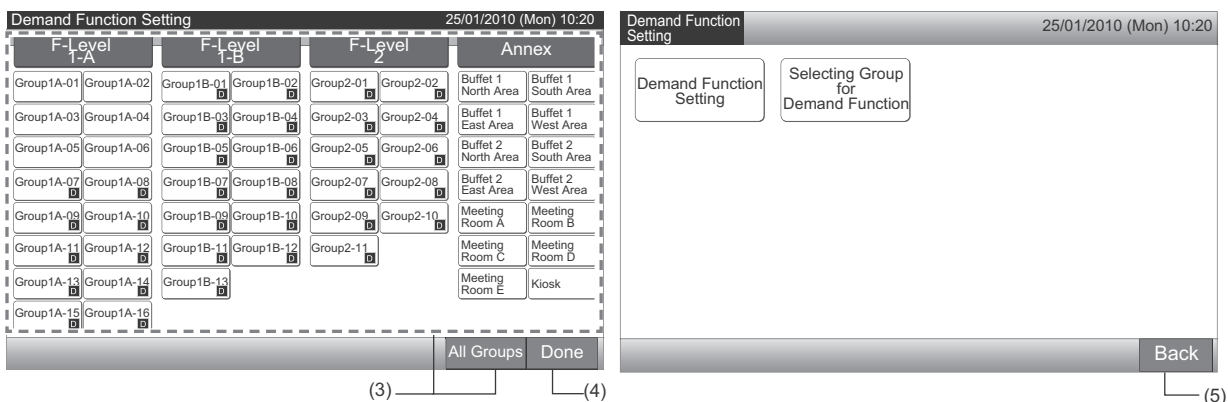 Demand Function Setting 25/01/2010 (Mon) 10:20
F-Level
1-A
F-Level
1-B
F-Level
2
Annex
Group1A-01 Group1A-02 Group1B-01 D Group1B-02 D Group2-01 D Group2-02 D Buffet 1 North Area Buffet 1 South Area
Group1A-03 Group1A-04 Group1B-03 D Group1B-04 D Group2-03 D Group2-04 D Buffet 1 East Area Buffet 1 West Area
Group1A-05 Group1A-06 Group1B-05 D Group1B-06 D Group2-05 D Group2-06 D Buffet 2 North Area Buffet 2 South Area
Group1A-07 D Group1A-08 D Group1B-07 D Group1B-08 D Group2-07 D Group2-08 D Buffet 2 East Area Buffet 2 West Area
Group1A-09 D Group1A-10 D Group1B-09 D Group1B-10 D Group2-09 D Group2-10 D Meeting Room A Meeting Room B
Group1A-11 D Group1A-12 D Group1B-11 D Group1B-12 D Group2-11 D Meeting Room C Meeting Room D
Group1A-13 D Group1A-14 D Group1B-13 D Meeting Room E Kiosk
Group1A-15 D Group1A-16 D
All Groups Done
(3) (4)
Demand Function
Setting
25/01/2010 (Mon) 10:20
Demand Function
Setting
Selecting Group
for
Demand Function
Back
(5)